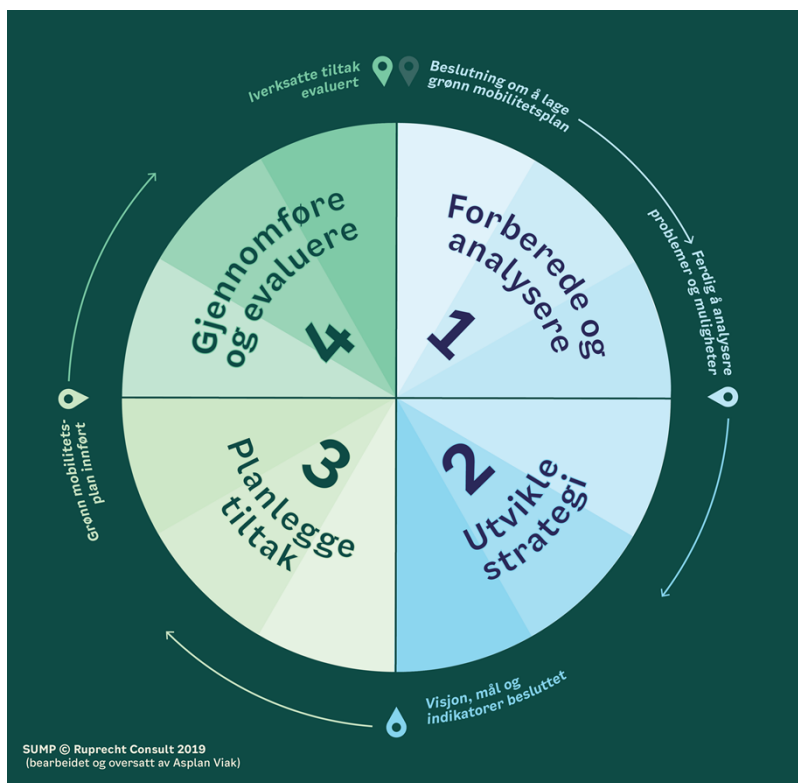 Iverksatte tiltak
evaluert
Beslutning om å lage
grønn mobilitetsplan
Forberede og
analysere
1
Ferdig å analysere
problemer og muligheter
2
Utvikle
strategi
Visjon, mål og
indikatorer besluttet
3
Planlegge
tiltak
Grønn mobilitets-
plan innført
Gjennomføre
og evaluere
4
SUMP © Ruprecht Consult 2019
(bearbeidet og oversatt av Asplan Viak)